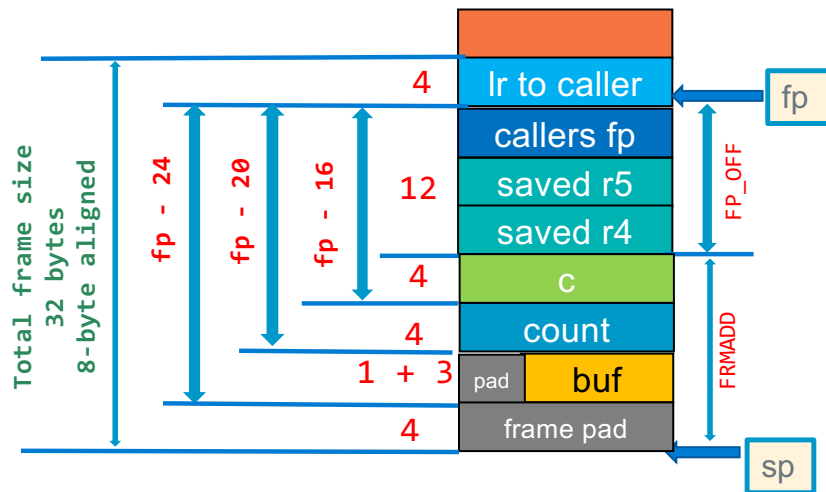 4
lr to caller
fp
callers fp
12
saved r5
saved r4
FP_OFF
fp - 24
fp - 20
fp - 16
Total frame size
32 bytes
8-byte aligned
4
c
4
count
FRMADD
1 + 3
pad
buf
4
frame pad
sp